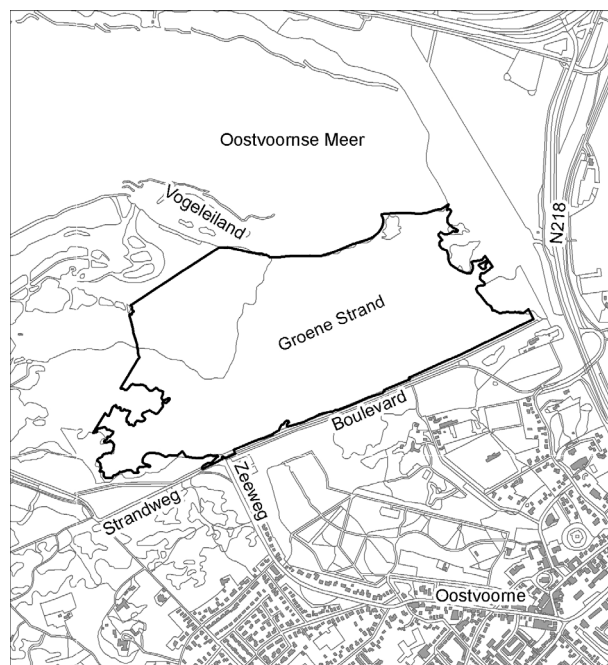 Oostvoornse Meer
Vogeleiland
N218
Groene Strand
Boulevard
Zeeweg
Strandweg
Oostvoorne